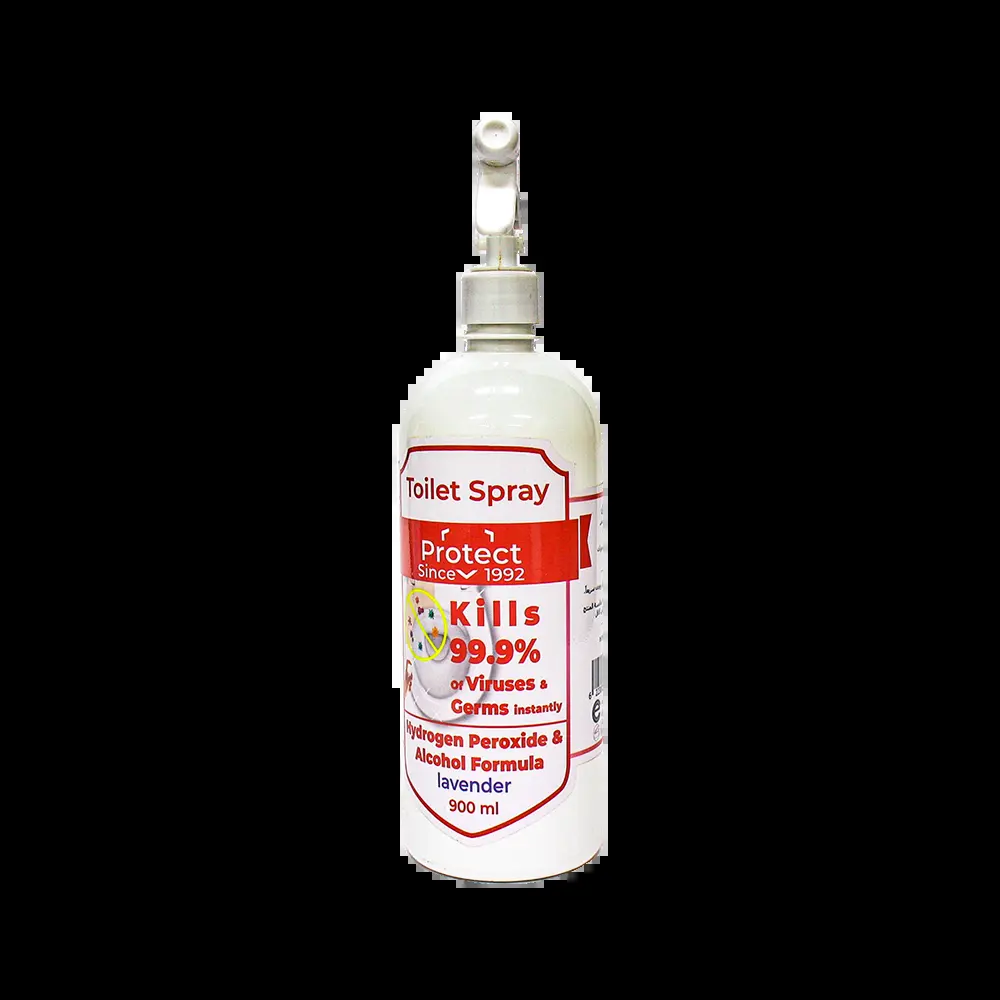 Toilet Spray
Protect
Since 1992
Kills
99.9%
of Viruses &
Germs instantly
Hydrogen Peroxide &
Alcohol Formula
lavender
900 ml